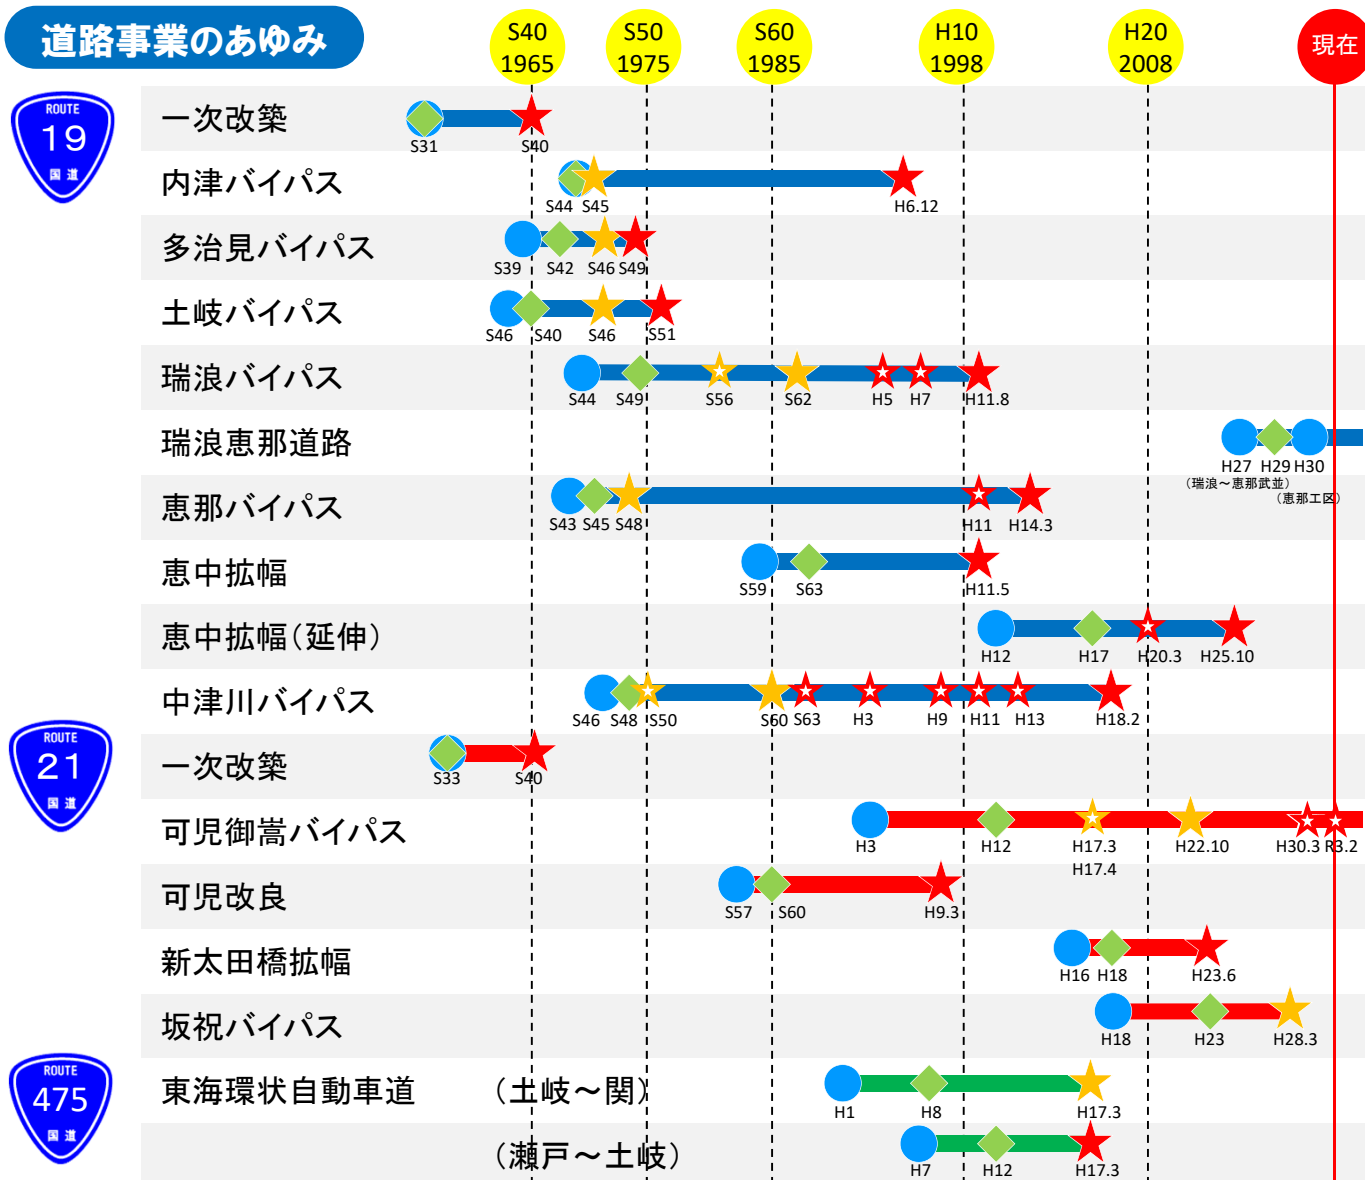 道路事業のあゆみ
S40
1965
S50
1975
S60
1985
H10
1998
H20
2008
現在
ROUTE
19
国道
一次改築
S31
S40
内津バイパス
S44
S45
H6.12
多治見バイパス
S39
S42
S46
S49
土岐バイパス
S46
S40
S46
S51
瑞浪バイパス
S44
S49
S56
S62
H5
H7
H11.8
瑞浪恵那道路
H27
H29
H30
（瑞浪～恵那武並）
（恵那工区）
恵那バイパス
S43
S45
S48
H11
H14.3
恵中拡幅
S59
S63
H11.5
恵中拡幅（延伸）
H12
H17
H20.3
H25.10
中津川バイパス
S46
S48
S50
S60
S63
H3
H9
H11
H13
H18.2
ROUTE
21
国道
一次改築
S33
S40
可児御嵩バイパス
H3
H12
H17.3
H17.4
H22.10
H30.3
R3.2
可児改良
S57
S60
H9.3
新太田橋拡幅
H16
H18
H23.6
坂祝バイパス
H18
H23
H28.3
ROUTE
475
国道
東海環状自動車道 （土岐～関）
H1
H8
H17.3
（瀬戸～土岐）
H7
H12
H17.3